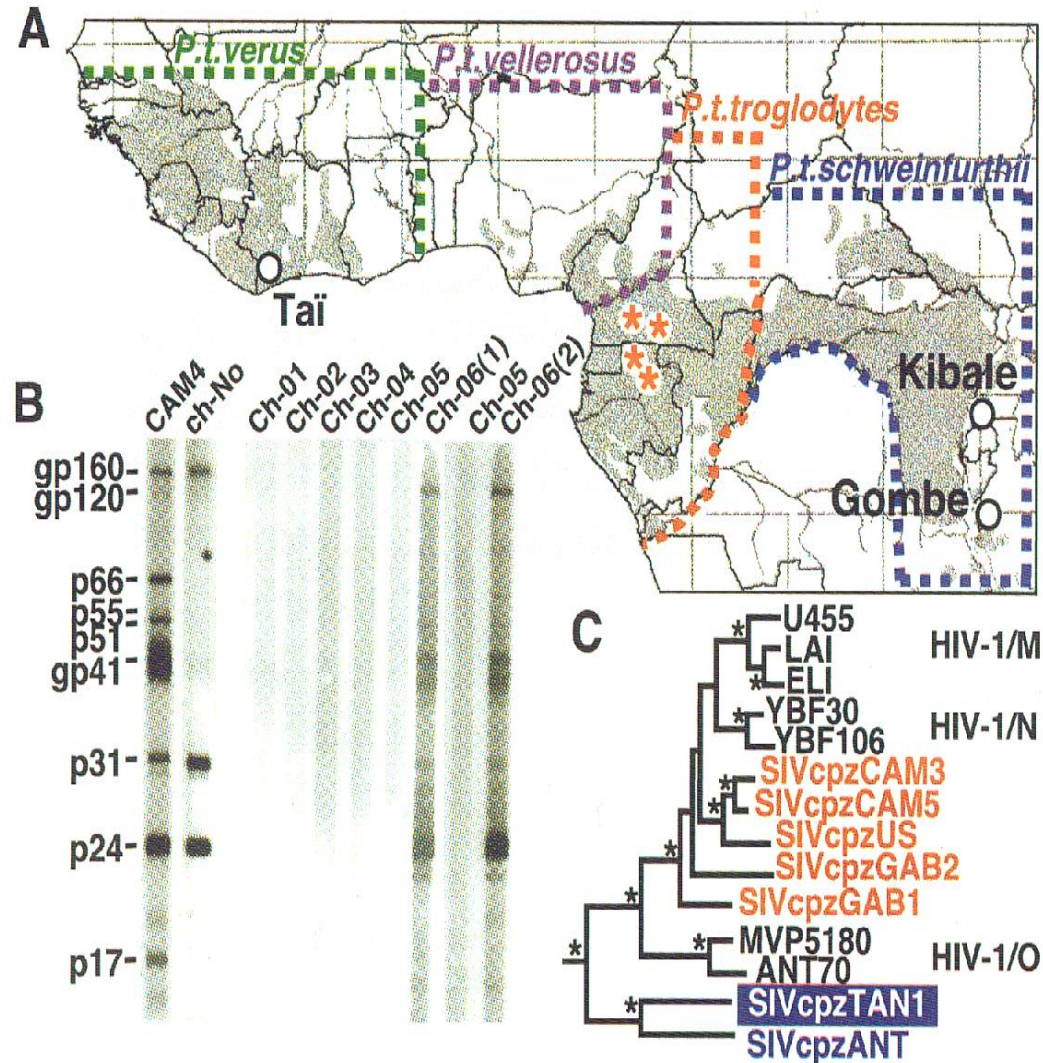 A
P.t.verus
P.t.vellerosus
P.t.troglodytes
P.t.schweinfurthii
*
Taï
* *
* *
Kibale
Gombe
B
CAM4
ch-No
Ch-01
Ch-02
Ch-03
Ch-04
Ch-05
Ch-06(1)
Ch-05
Ch-06(2)
gp160-
gp120-
p66-
p55-
p51
gp41-
p31-
p24-
p17-
C
U455
LAI HIV-1/M
ELI
YBF30
YBF106 HIV-1/N
SIVcpzCAM3
SIVcpzCAM5
SIVcpzUS
SIVcpzGAB2
SIVcpzGAB1
MVP5180
ANT70 HIV-1/O
SIVcpzTAN1
SIVcpzANT